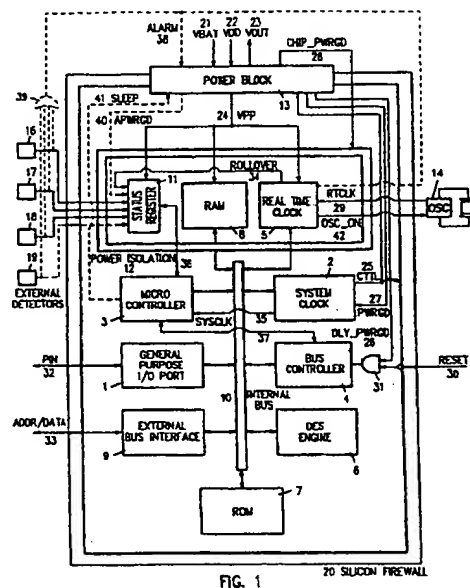 21 22 23
VBAT VDD VOUT
ALARM
38
CHIP_PWRGD
28
41 SLEEP
POWER BLOCK
13
39
40 APWRGD
24 VPP
16
17
18
19
EXTERNAL
DETECTORS
11
STATUS
REGISTER
ROLLOVER
34
RAM
8
REAL TIME
CLOCK
5
RTCLK
29
OSC_ON
42
14
OSC
POWER ISOLATION
12
36
2
25
CTL
27
PWRGD
MICRO
CONTROLLER
3
SYSTEM
CLOCK
SYSCLK
35
37
DLY_PWRGD
26
PIN
32
GENERAL
PURPOSE
I/O PORT
1
BUS
CONTROLLER
4
31
RESET
30
10
INTERNAL
BUS
ADDR/DATA
33
EXTERNAL
BUS INTERFACE
9
DES
ENGINE
6
7
ROM
20 SILICON FIREWALL
FIG. 1